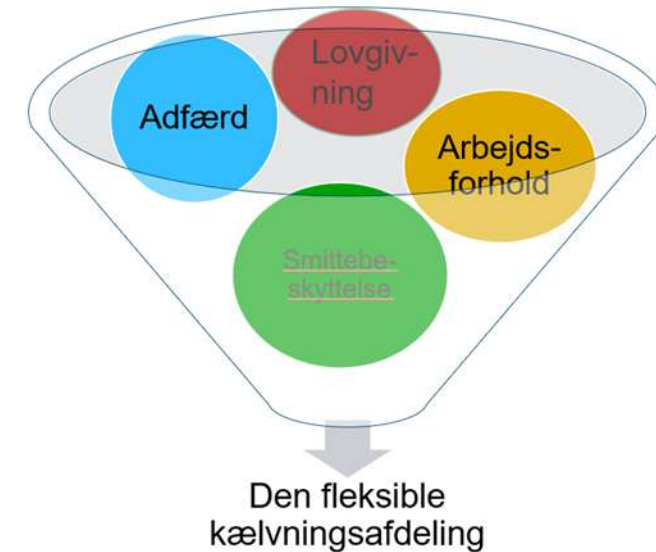 Lovgiv-
ning
Adfærd
Arbejds-
forhold
Smittebe-
skyttelse
Den fleksible
kælvningsafdeling